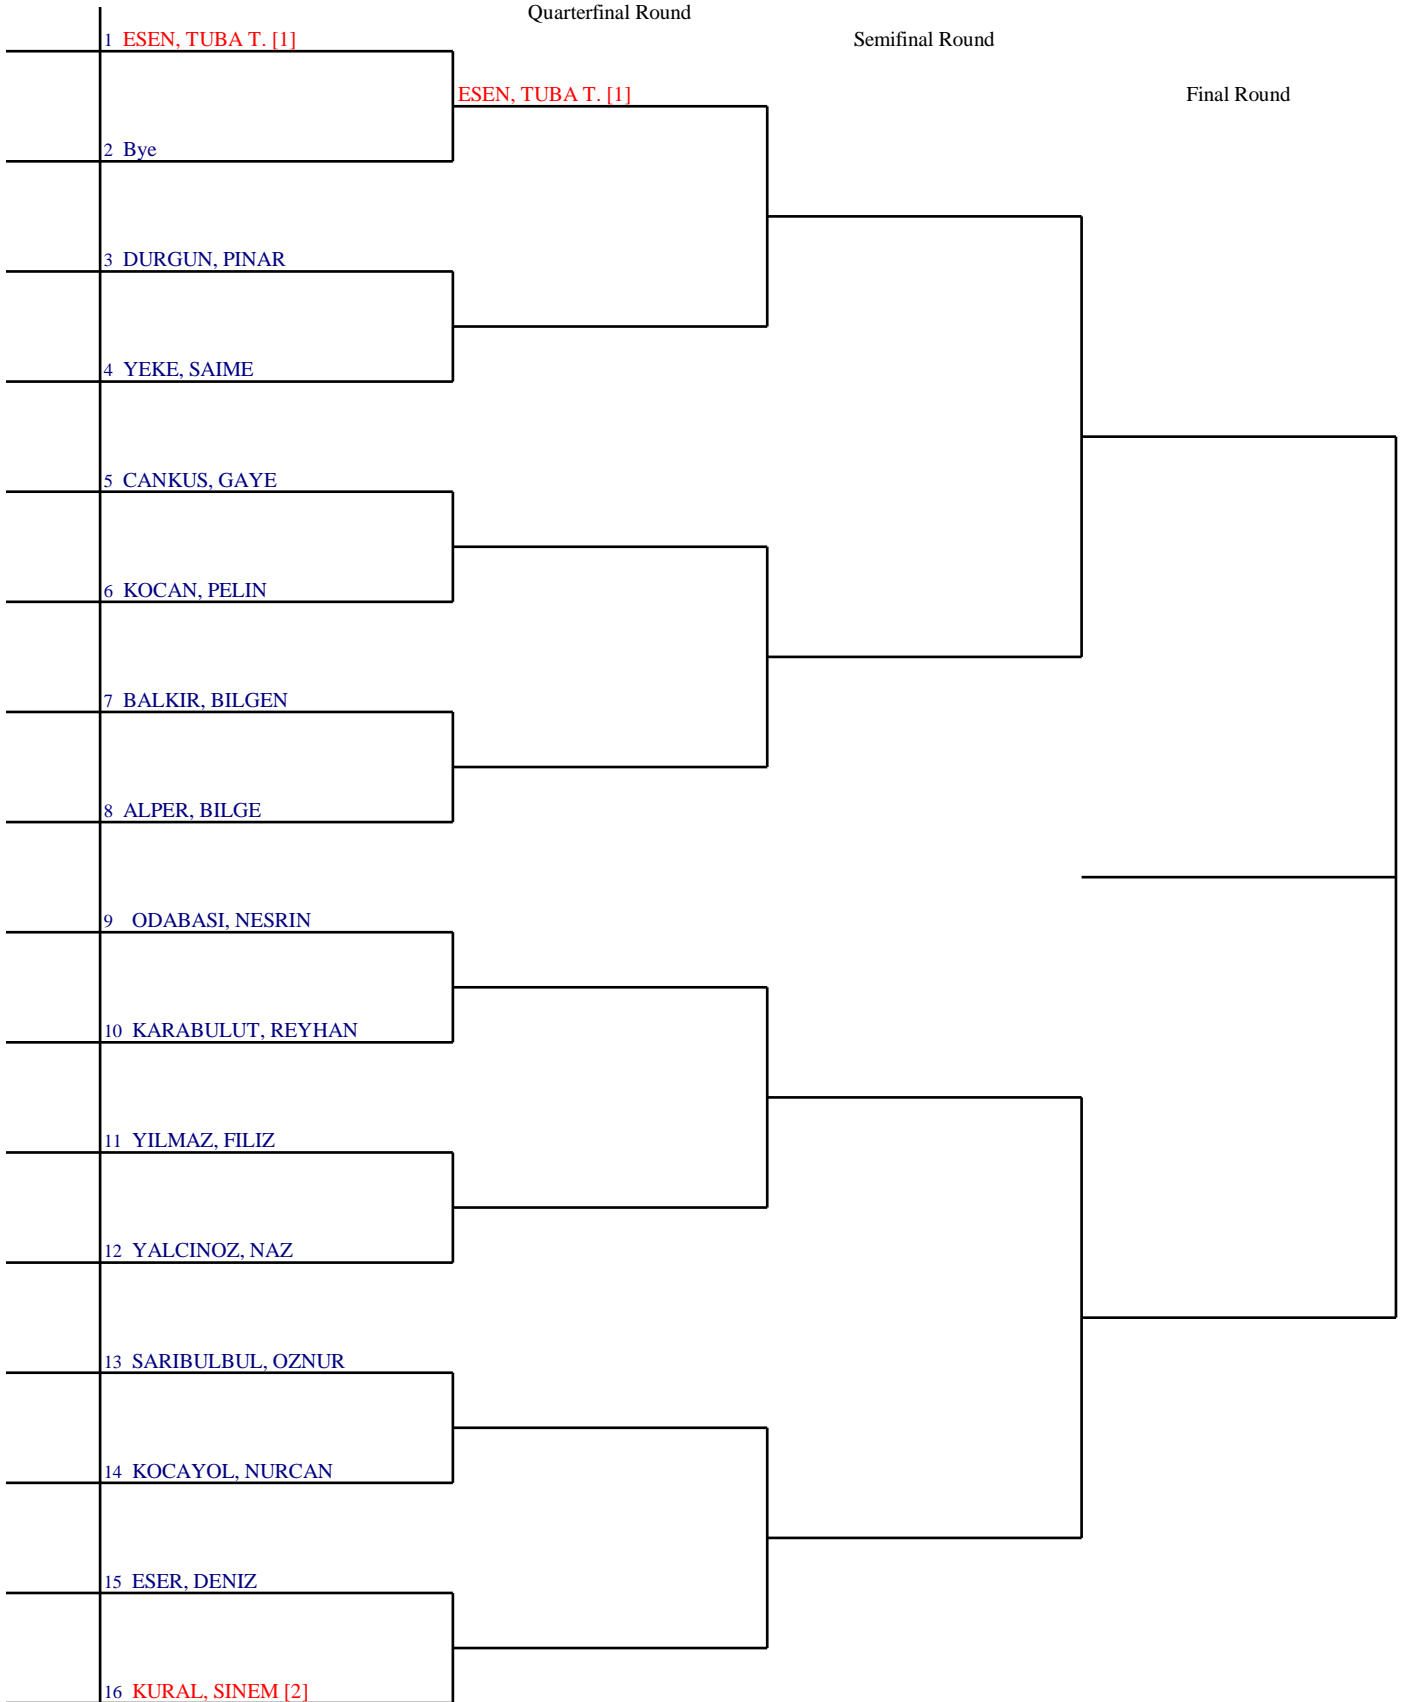 Quarterfinal Round
1 ESEN, TUBA T. [1]
Semifinal Round
ESEN, TUBA T. [1]
Final Round
2 Bye
3 DURGUN, PINAR
4 YEKE, SAIME
5 CANKUS, GAYE
6 KOCAN, PELIN
7 BALKIR, BILGEN
8 ALPER, BILGE
9 ODABASI, NESRIN
10 KARABULUT, REYHAN
11 YILMAZ, FILIZ
12 YALCINOZ, NAZ
13 SARIBULBUL, OZNUR
14 KOCAYOL, NURCAN
15 ESER, DENIZ
16 KURAL, SINEM [2]